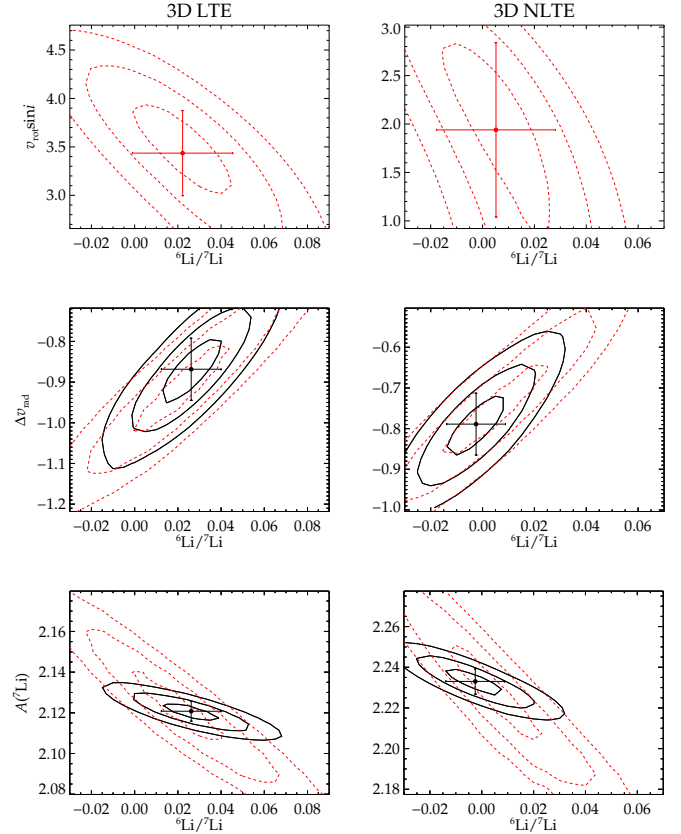 3D LTE 3D NLTE
4.5
4.0
3.5
3.0
v_rot sin i
−0.02 0.00 0.02 0.04 0.06 0.08
⁶Li/⁷Li
3.0
2.5
2.0
1.5
1.0
−0.02 0.00 0.02 0.04 0.06
⁶Li/⁷Li
−0.8
−0.9
−1.0
−1.1
−1.2
Δv_rad
−0.02 0.00 0.02 0.04 0.06 0.08
⁶Li/⁷Li
−0.6
−0.7
−0.8
−0.9
−1.0
−0.02 0.00 0.02 0.04 0.06
⁶Li/⁷Li
2.16
2.14
2.12
2.10
2.08
A(⁷Li)
−0.02 0.00 0.02 0.04 0.06 0.08
⁶Li/⁷Li
2.26
2.24
2.22
2.20
2.18
−0.02 0.00 0.02 0.04 0.06
⁶Li/⁷Li